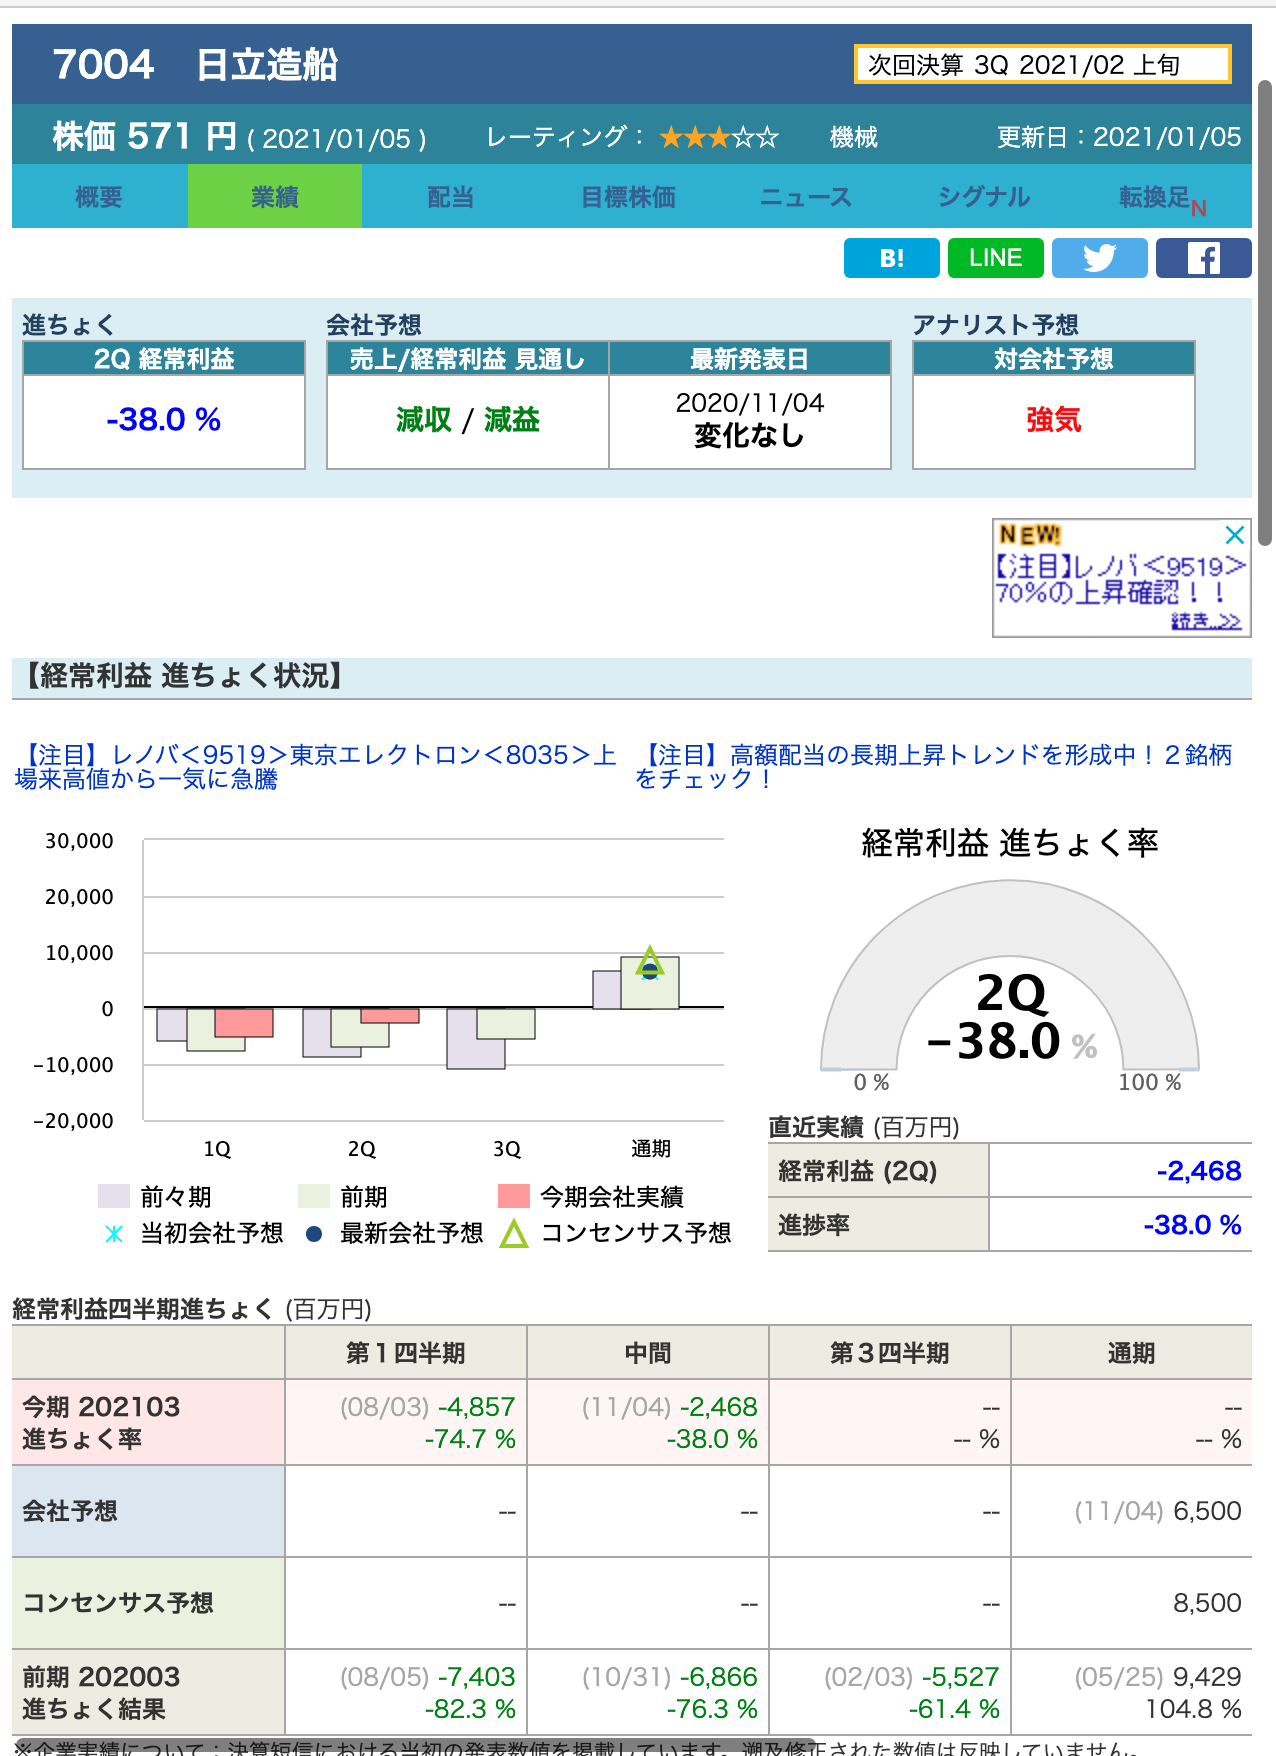 7004 日立造船
次回決算 3Q 2021/02 上旬
株価 571 円 ( 2021/01/05 ) レーティング： ★★★☆☆ 機械 更新日：2021/01/05
概要 業績 配当 目標株価 ニュース シグナル 転換足N
B! LINE
進ちょく 会社予想 アナリスト予想
2Q 経常利益 売上/経常利益 見通し 最新発表日 対会社予想
-38.0 % 減収 / 減益 2020/11/04 強気
変化なし
NEW!
【注目】レノバ<9519>
70%の上昇確認！！
続き..>>
【経常利益 進ちょく状況】
【注目】レノバ＜9519＞東京エレクトロン＜8035＞上
場来高値から一気に急騰
【注目】高額配当の長期上昇トレンドを形成中！２銘柄
をチェック！
30,000
20,000
10,000
0
−10,000
−20,000
1Q 2Q 3Q 通期
前々期 前期 今期会社実績
当初会社予想 最新会社予想 コンセンサス予想
経常利益 進ちょく率
2Q
−38.0 %
0 % 100 %
直近実績 (百万円)
経常利益 (2Q) -2,468
進捗率 -38.0 %
経常利益四半期進ちょく (百万円)
第１四半期 中間 第３四半期 通期
今期 202103 (08/03) -4,857 (11/04) -2,468 -- --
進ちょく率 -74.7 % -38.0 % -- % -- %
会社予想 -- -- -- (11/04) 6,500
コンセンサス予想 -- -- -- 8,500
前期 202003 (08/05) -7,403 (10/31) -6,866 (02/03) -5,527 (05/25) 9,429
進ちょく結果 -82.3 % -76.3 % -61.4 % 104.8 %
※企業実績について：決算短信における当初の発表数値を掲載しています。遡及修正された数値は反映していません。